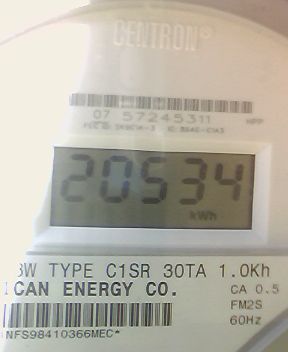 CENTRON®
07 57245311 MPP
20534
kWh
3W TYPE C1SR 30TA 1.0Kh
ICAN ENERGY CO. CA 0.5
FM2S
60Hz
NFS98410366MEC*